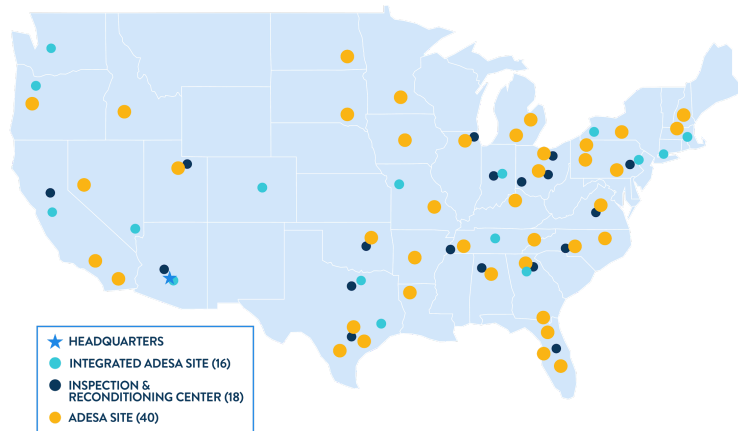 HEADQUARTERS
INTEGRATED ADESA SITE (16)
INSPECTION &
RECONDITIONING CENTER (18)
ADESA SITE (40)